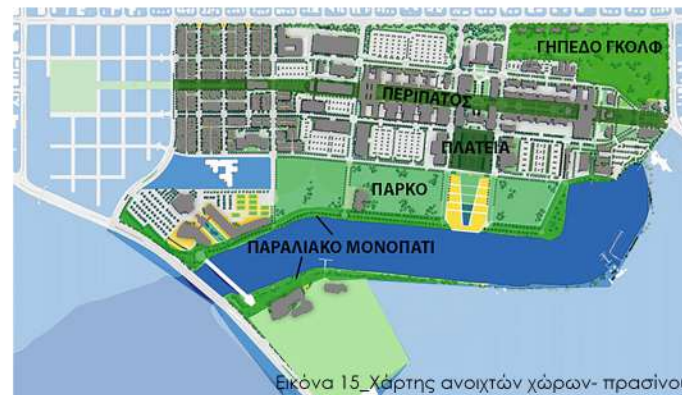 ΓΗΠΕΔΟ ΓΚΟΛΦ
ΠΕΡΙΠΑΤΟΣ
ΠΛΑΤΕΙΑ
ΠΑΡΚΟ
ΠΑΡΑΛΙΑΚΟ ΜΟΝΟΠΑΤΙ
Εικόνα 15_Χάρτης ανοιχτών χώρων- πρασίνου